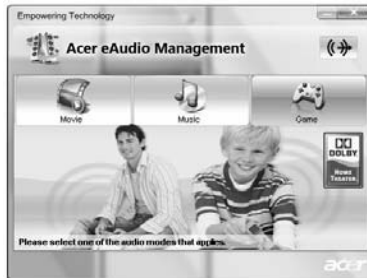 Empowering Technology
Acer eAudio Management
Movie
Music
Game
DOLBY
HOME
THEATER
Please select one of the audio modes that applies.
acer